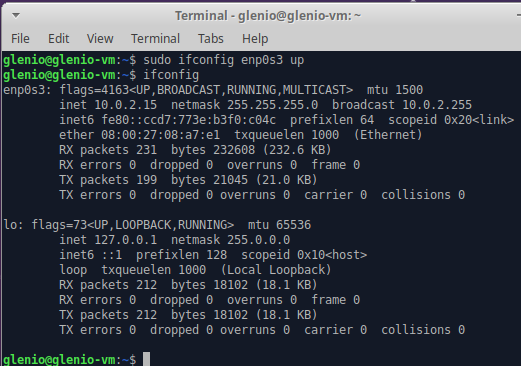 Terminal - glenio@glenio-vm: ~
File Edit View Terminal Tabs Help
glenio@glenio-vm:~$ sudo ifconfig enp0s3 up
glenio@glenio-vm:~$ ifconfig
enp0s3: flags=4163<UP,BROADCAST,RUNNING,MULTICAST>  mtu 1500
        inet 10.0.2.15  netmask 255.255.255.0  broadcast 10.0.2.255
        inet6 fe80::ccd7:773e:b3f0:c04c  prefixlen 64  scopeid 0x20<link>
        ether 08:00:27:08:a7:e1  txqueuelen 1000  (Ethernet)
        RX packets 231  bytes 232608 (232.6 KB)
        RX errors 0  dropped 0  overruns 0  frame 0
        TX packets 199  bytes 21045 (21.0 KB)
        TX errors 0  dropped 0 overruns 0  carrier 0  collisions 0

lo: flags=73<UP,LOOPBACK,RUNNING>  mtu 65536
        inet 127.0.0.1  netmask 255.0.0.0
        inet6 ::1  prefixlen 128  scopeid 0x10<host>
        loop  txqueuelen 1000  (Local Loopback)
        RX packets 212  bytes 18102 (18.1 KB)
        RX errors 0  dropped 0  overruns 0  frame 0
        TX packets 212  bytes 18102 (18.1 KB)
        TX errors 0  dropped 0 overruns 0  carrier 0  collisions 0

glenio@glenio-vm:~$